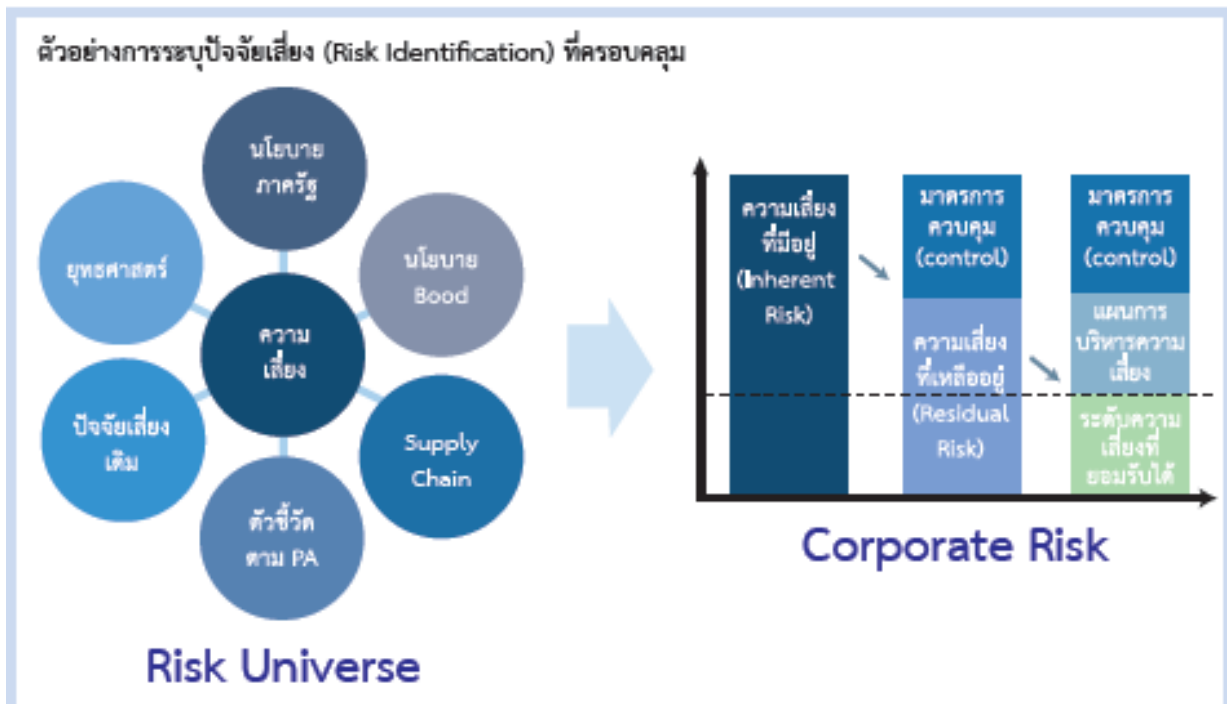 ตัวอย่างการระบุปัจจัยเสี่ยง (Risk Identification) ที่ครอบคลุม
นโยบาย
ภาครัฐ
นโยบาย
Bood
Supply
Chain
ตัวชี้วัด
ตาม PA
ปัจจัยเสี่ยง
เดิม
ยุทธศาสตร์
ความ
เสี่ยง
Risk Universe
ความเสี่ยง
ที่มีอยู่
(Inherent
Risk)
มาตรการ
ควบคุม
(control)
ความเสี่ยง
ที่เหลืออยู่
(Residual
Risk)
มาตรการ
ควบคุม
(control)
แผนการ
บริหารความ
เสี่ยง
ระดับความ
เสี่ยงที่
ยอมรับได้
Corporate Risk